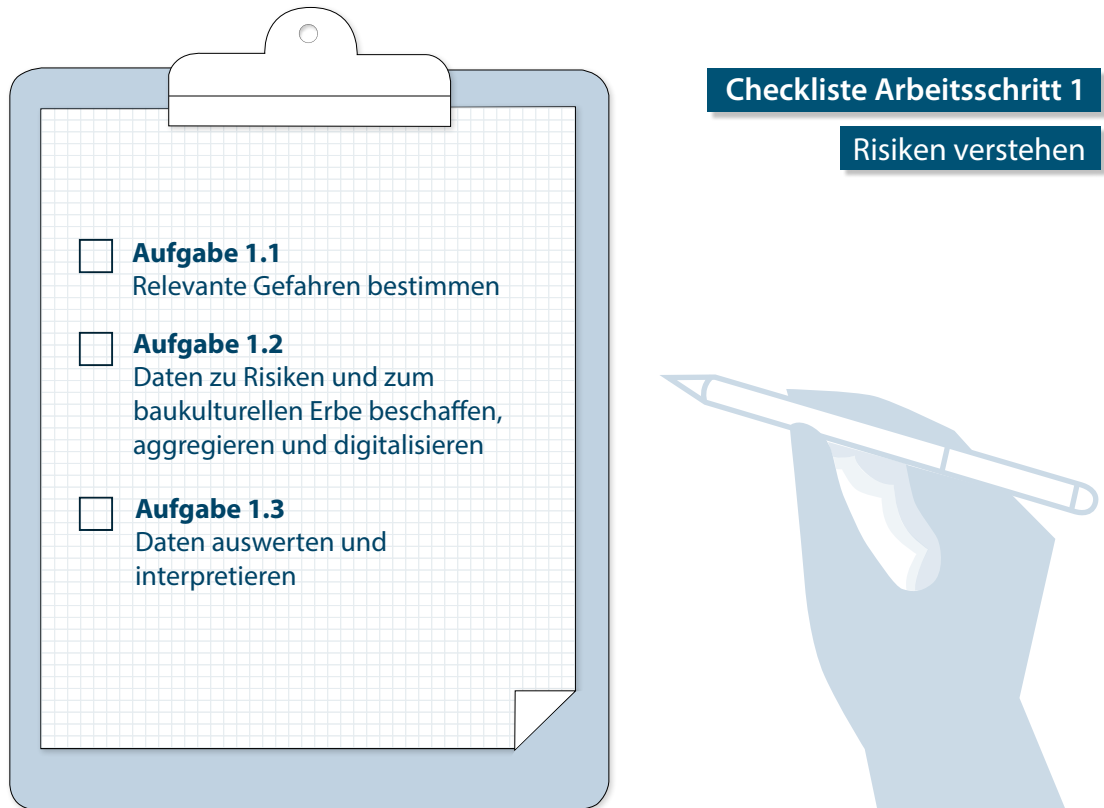 Checkliste Arbeitsschritt 1
Risiken verstehen
Aufgabe 1.1
Relevante Gefahren bestimmen
Aufgabe 1.2
Daten zu Risiken und zum
baukulturellen Erbe beschaffen,
aggregieren und digitalisieren
Aufgabe 1.3
Daten auswerten und
interpretieren